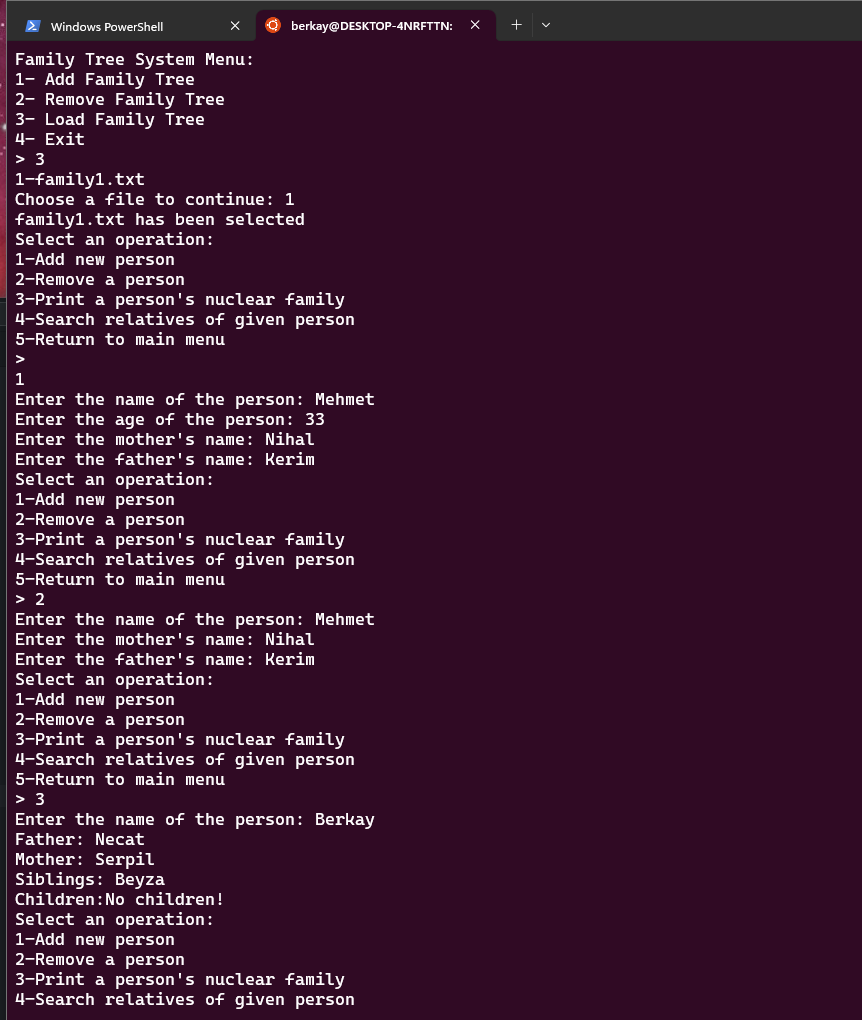 Windows PowerShell
berkay@DESKTOP-4NRFTTN:
Family Tree System Menu:
1- Add Family Tree
2- Remove Family Tree
3- Load Family Tree
4- Exit
> 3
1-family1.txt
Choose a file to continue: 1
family1.txt has been selected
Select an operation:
1-Add new person
2-Remove a person
3-Print a person's nuclear family
4-Search relatives of given person
5-Return to main menu
>
1
Enter the name of the person: Mehmet
Enter the age of the person: 33
Enter the mother's name: Nihal
Enter the father's name: Kerim
Select an operation:
1-Add new person
2-Remove a person
3-Print a person's nuclear family
4-Search relatives of given person
5-Return to main menu
> 2
Enter the name of the person: Mehmet
Enter the mother's name: Nihal
Enter the father's name: Kerim
Select an operation:
1-Add new person
2-Remove a person
3-Print a person's nuclear family
4-Search relatives of given person
5-Return to main menu
> 3
Enter the name of the person: Berkay
Father: Necat
Mother: Serpil
Siblings: Beyza
Children:No children!
Select an operation:
1-Add new person
2-Remove a person
3-Print a person's nuclear family
4-Search relatives of given person